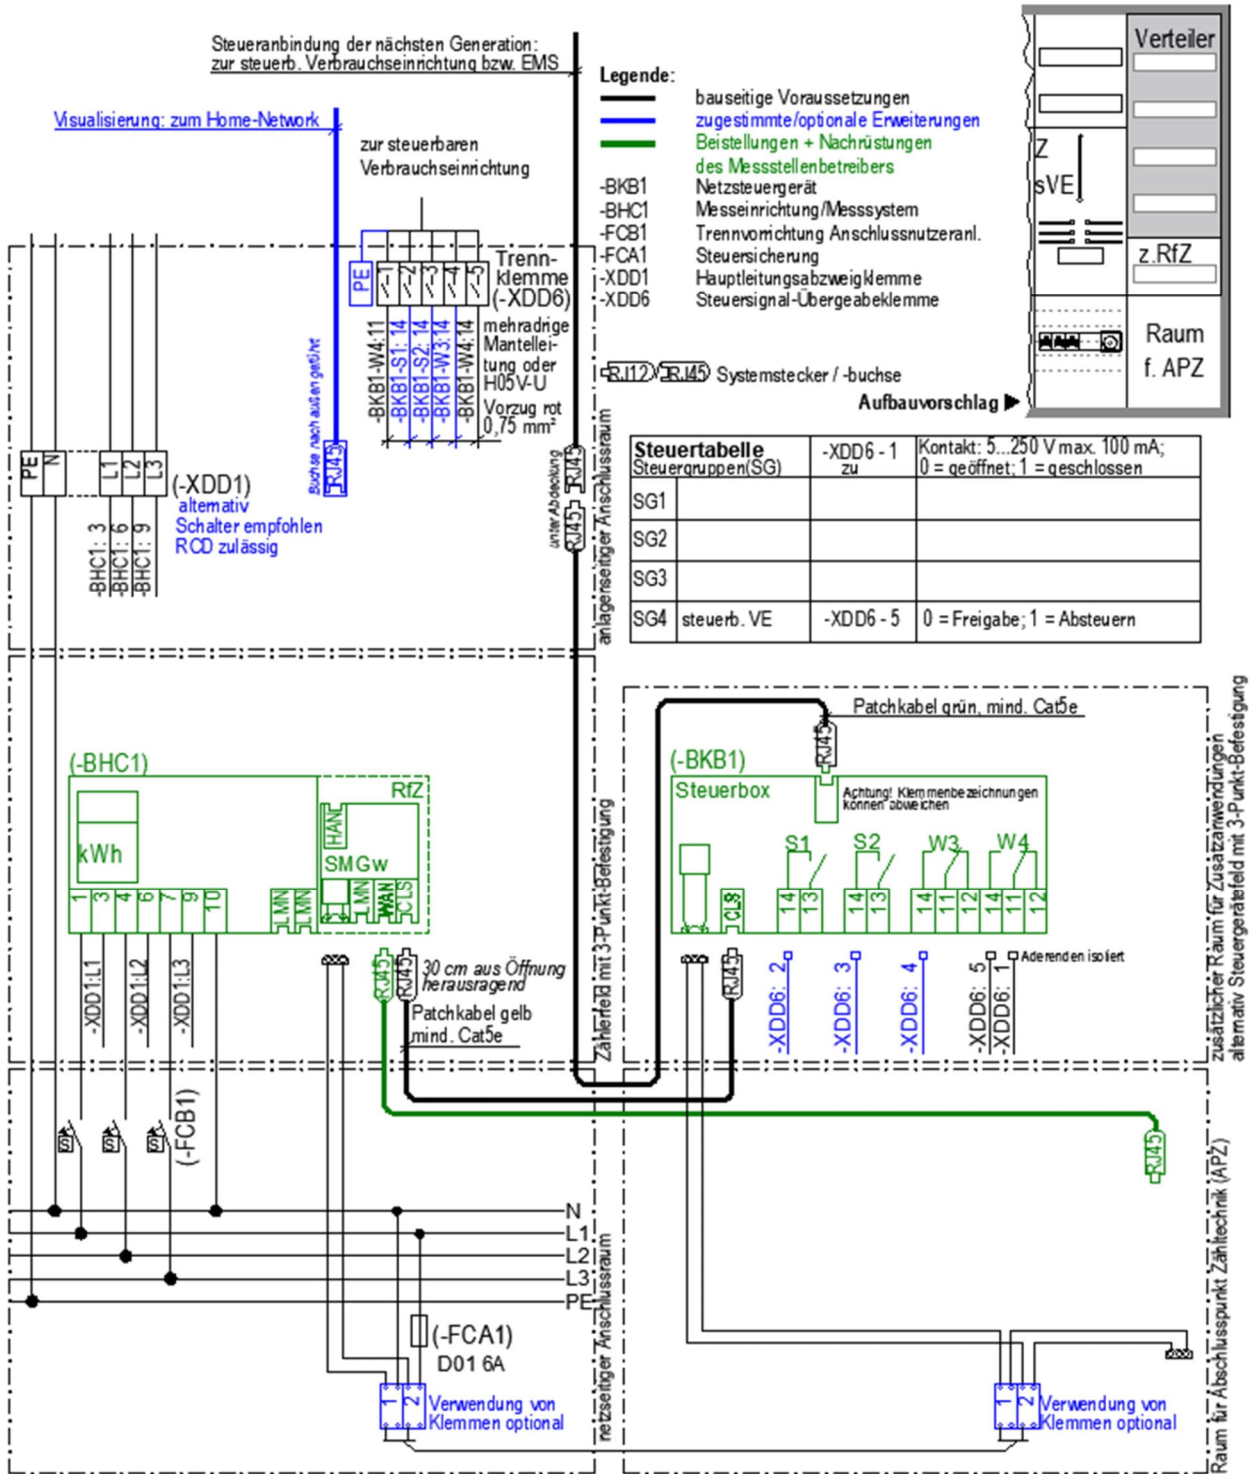 Steueranbindung der nächsten Generation:
zur steuerb. Verbrauchseinrichtung bzw. EMS
Visualisierung: zum Home-Network
zur steuerbaren
Verbrauchseinrichtung
Legende:
bauseitige Voraussetzungen
zugestimmte/optionale Erweiterungen
Beistellungen + Nachrüstungen
des Messstellenbetreibers
-BKB1 Netzsteuergerät
-BHC1 Messeinrichtung/Messsystem
-FCB1 Trennvorrichtung Anschlussnutzeranl.
-FCA1 Steuersicherung
-XDD1 Hauptleitungsabzweigklemme
-XDD6 Steuersignal-Übergeabeklemme
RJ12 RJ45 Systemstecker / -buchse
Aufbauvorschlag
Verteiler
Z
sVE
z.RfZ
Raum
f. APZ
PE
1
2
3
4
5
Trenn-
klemme
(-XDD6)
-BKB1-W4:11
-BKB1-S1: 14
-BKB1-S2: 14
-BKB1-W3:14
-BKB1-W4:14
mehradrige
Mantellei-
tung oder
H05V-U
Vorzug rot
0,75 mm²
Buchse nach außen geführt
RJ45
RJ45
unter Abdeckung
RJ45
anlagenseitiger Anschlussraum
PE
N
L1
L2
L3
(-XDD1)
alternativ
Schalter empfohlen
RCD zulässig
-BHC1: 3
-BHC1: 6
-BHC1: 9
Steuertabelle -XDD6 - 1 Kontakt: 5...250 V max. 100 mA;
Steuergruppen(SG) zu 0 = geöffnet; 1 = geschlossen
SG1
SG2
SG3
SG4 steuerb. VE -XDD6 - 5 0 = Freigabe; 1 = Absteuern
(-BHC1)
RfZ
kWh
HAN
SMGw
LMN
WAN
CLS
1
3
4
6
7
9
10
LMN
LMN
-XDD1:L1
-XDD1:L2
-XDD1:L3
RJ45
RJ45
30 cm aus Öffnung
herausragend
Patchkabel gelb
mind. Cat5e
Zählerfeld mit 3-Punkt-Befestigung
Patchkabel grün, mind. Cat5e
RJ45
(-BKB1)
Steuerbox
Achtung! Klemmenbezeichnungen
können abweichen
S1
S2
W3
W4
CLS
14
13
14
13
14
11
12
14
11
12
RJ45
-XDD6: 2
-XDD6: 3
-XDD6: 4
-XDD6: 5
-XDD6: 1
Aderenden isoliert
zusätzlicher Raum für Zusatzanwendungen
alternativ Steuergerätefeld mit 3-Punkt-Befestigung
S
S
S
(-FCB1)
RJ45
N
L1
L2
L3
PE
(-FCA1)
D01 6A
1
2
Verwendung von
Klemmen optional
netzseitiger Anschlussraum
1
2
Verwendung von
Klemmen optional
Raum für Abschlusspunkt Zähltechnik (APZ)